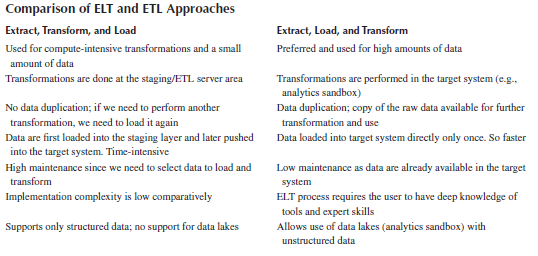 Comparison of ELT and ETL Approaches
Extract, Transform, and Load
Extract, Load, and Transform
Used for compute-intensive transformations and a small
amount of data
Preferred and used for high amounts of data
Transformations are done at the staging/ETL server area
Transformations are performed in the target system (e.g.,
analytics sandbox)
No data duplication; if we need to perform another
transformation, we need to load it again
Data duplication; copy of the raw data available for further
transformation and use
Data are first loaded into the staging layer and later pushed
into the target system. Time-intensive
Data loaded into target system directly only once. So faster
High maintenance since we need to select data to load and
transform
Low maintenance as data are already available in the target
system
Implementation complexity is low comparatively
ELT process requires the user to have deep knowledge of
tools and expert skills
Supports only structured data; no support for data lakes
Allows use of data lakes (analytics sandbox) with
unstructured data